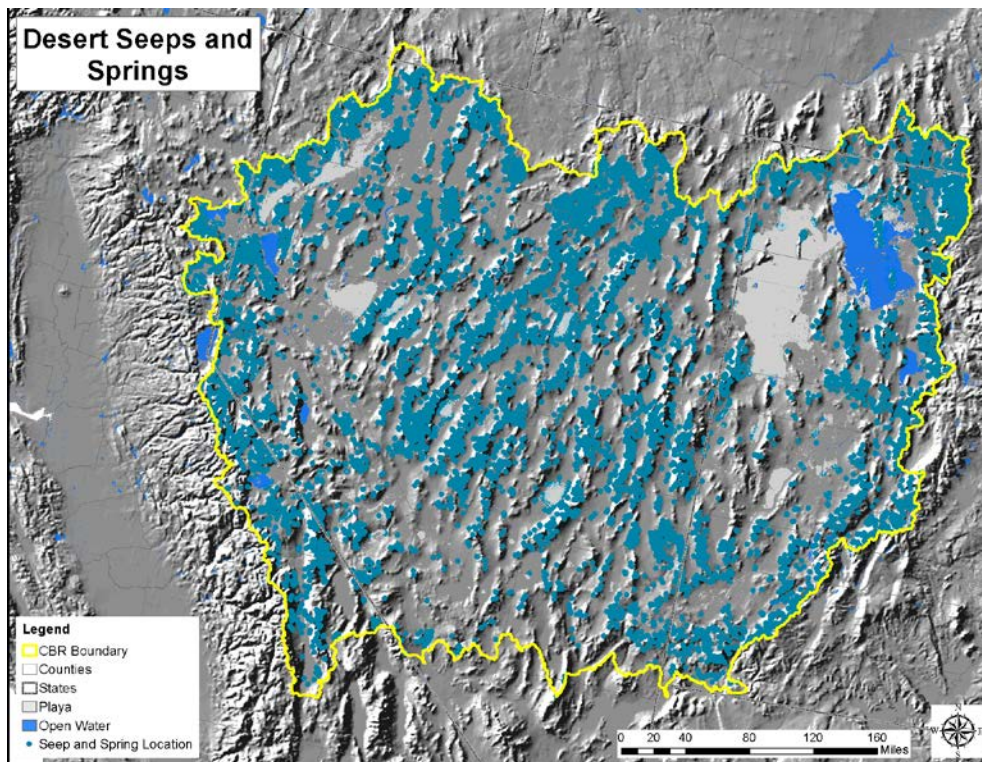 Desert Seeps and
Springs
Legend
CBR Boundary
Counties
States
Playa
Open Water
Seep and Spring Location
0 20 40 80 120 160
Miles
N
W E
S